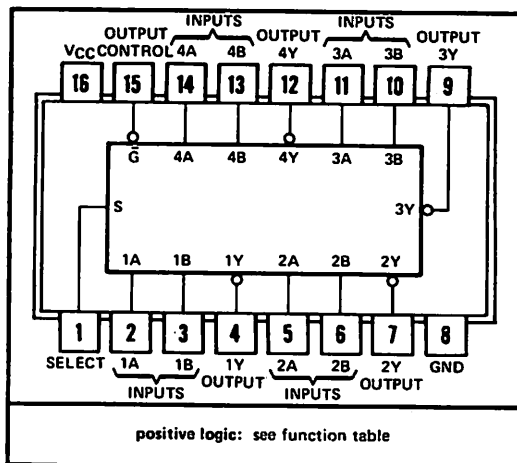 INPUTS INPUTS
OUTPUT 4A 4B OUTPUT 3A 3B OUTPUT
VCC CONTROL 4Y 3Y
16 15 14 13 12 11 10 9
G 4A 4B 4Y 3A 3B
S 3Y
1A 1B 1Y 2A 2B 2Y
1 2 3 4 5 6 7 8
SELECT 1A 1B 1Y 2A 2B 2Y GND
INPUTS OUTPUT INPUTS OUTPUT
positive logic: see function table